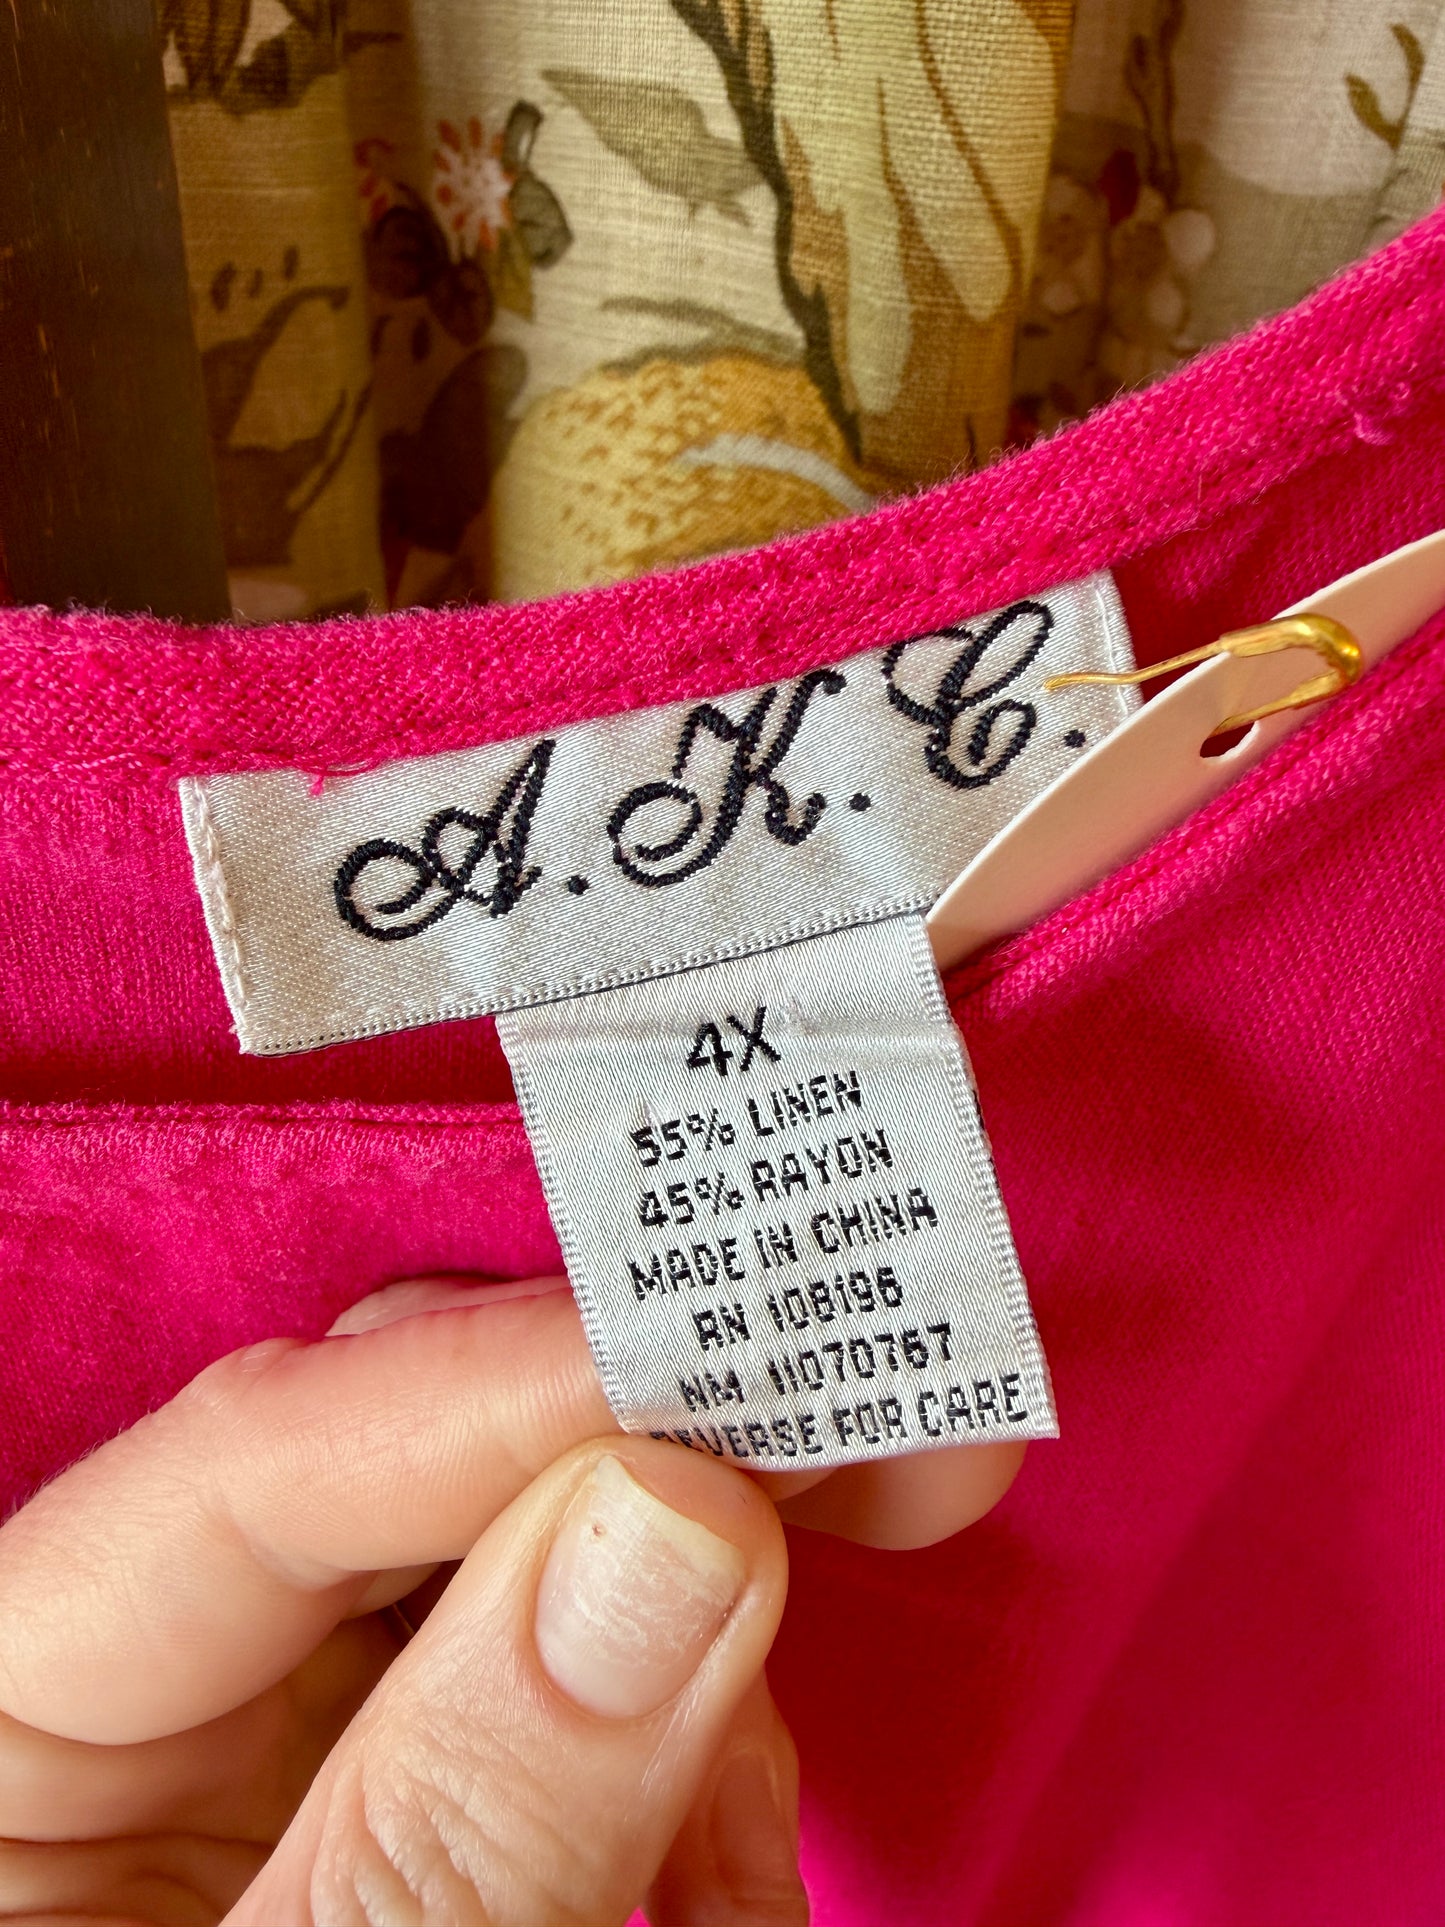 A.K.C.
4X
55% LINEN
45% RAYON
MADE IN CHINA
RN 108196
NM 11070767
REVERSE FOR CARE